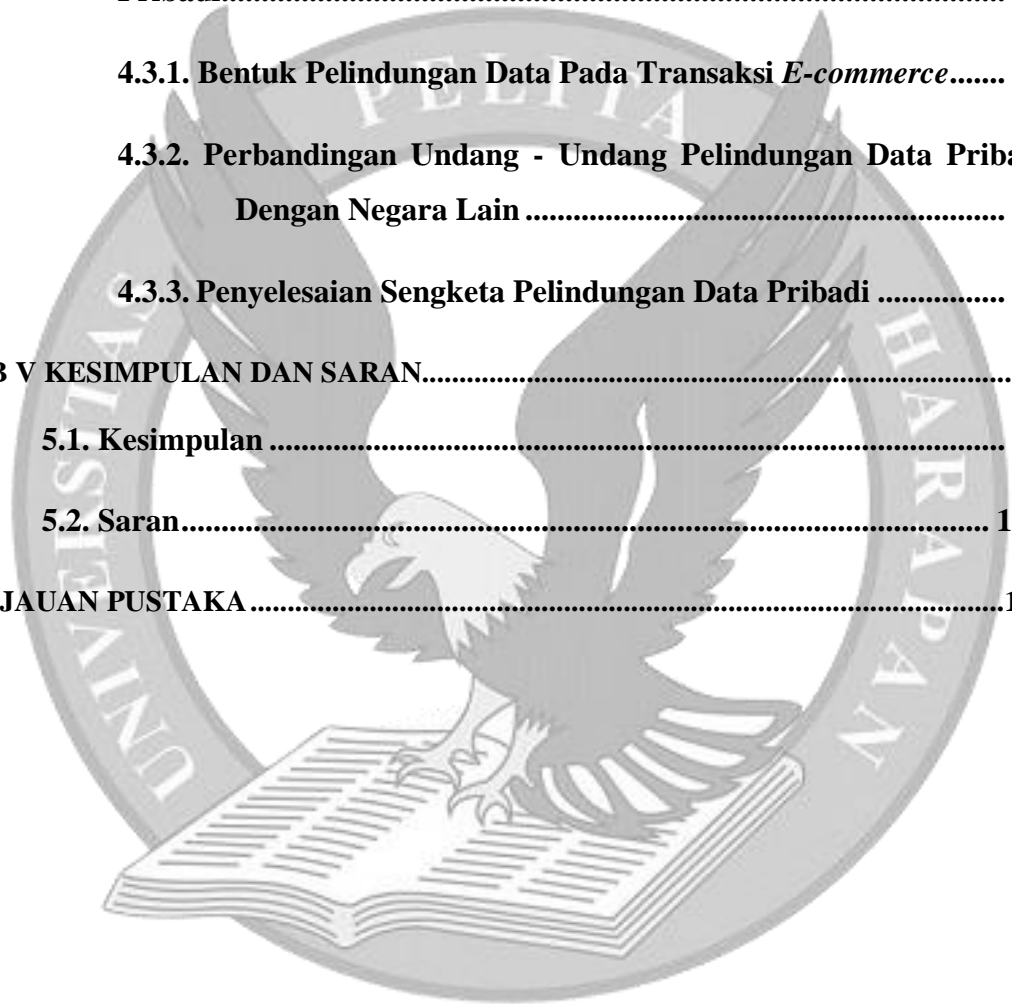 4.3.1. Bentuk Pelindungan Data Pada Transaksi E-commerce.......
4.3.2. Perbandingan Undang - Undang Pelindungan Data Priba
Dengan Negara Lain ................................................................
4.3.3. Penyelesaian Sengketa Pelindungan Data Pribadi ................
V KESIMPULAN DAN SARAN..........................................................................
5.1. Kesimpulan .............................................................................................
5.2. Saran..................................................................................................... 1
JAUAN PUSTAKA ..............................................................................................1
UNIVERSITAS PELITA HARAPAN